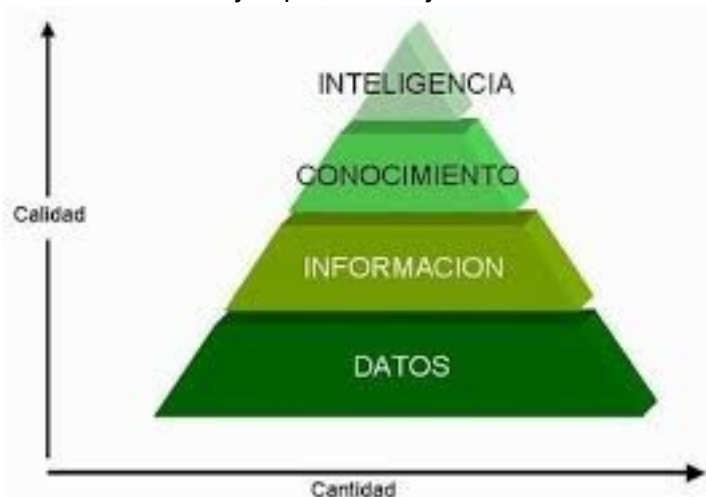 INTELIGENCIA
CONOCIMIENTO
Calidad
INFORMACION
DATOS
Cantidad